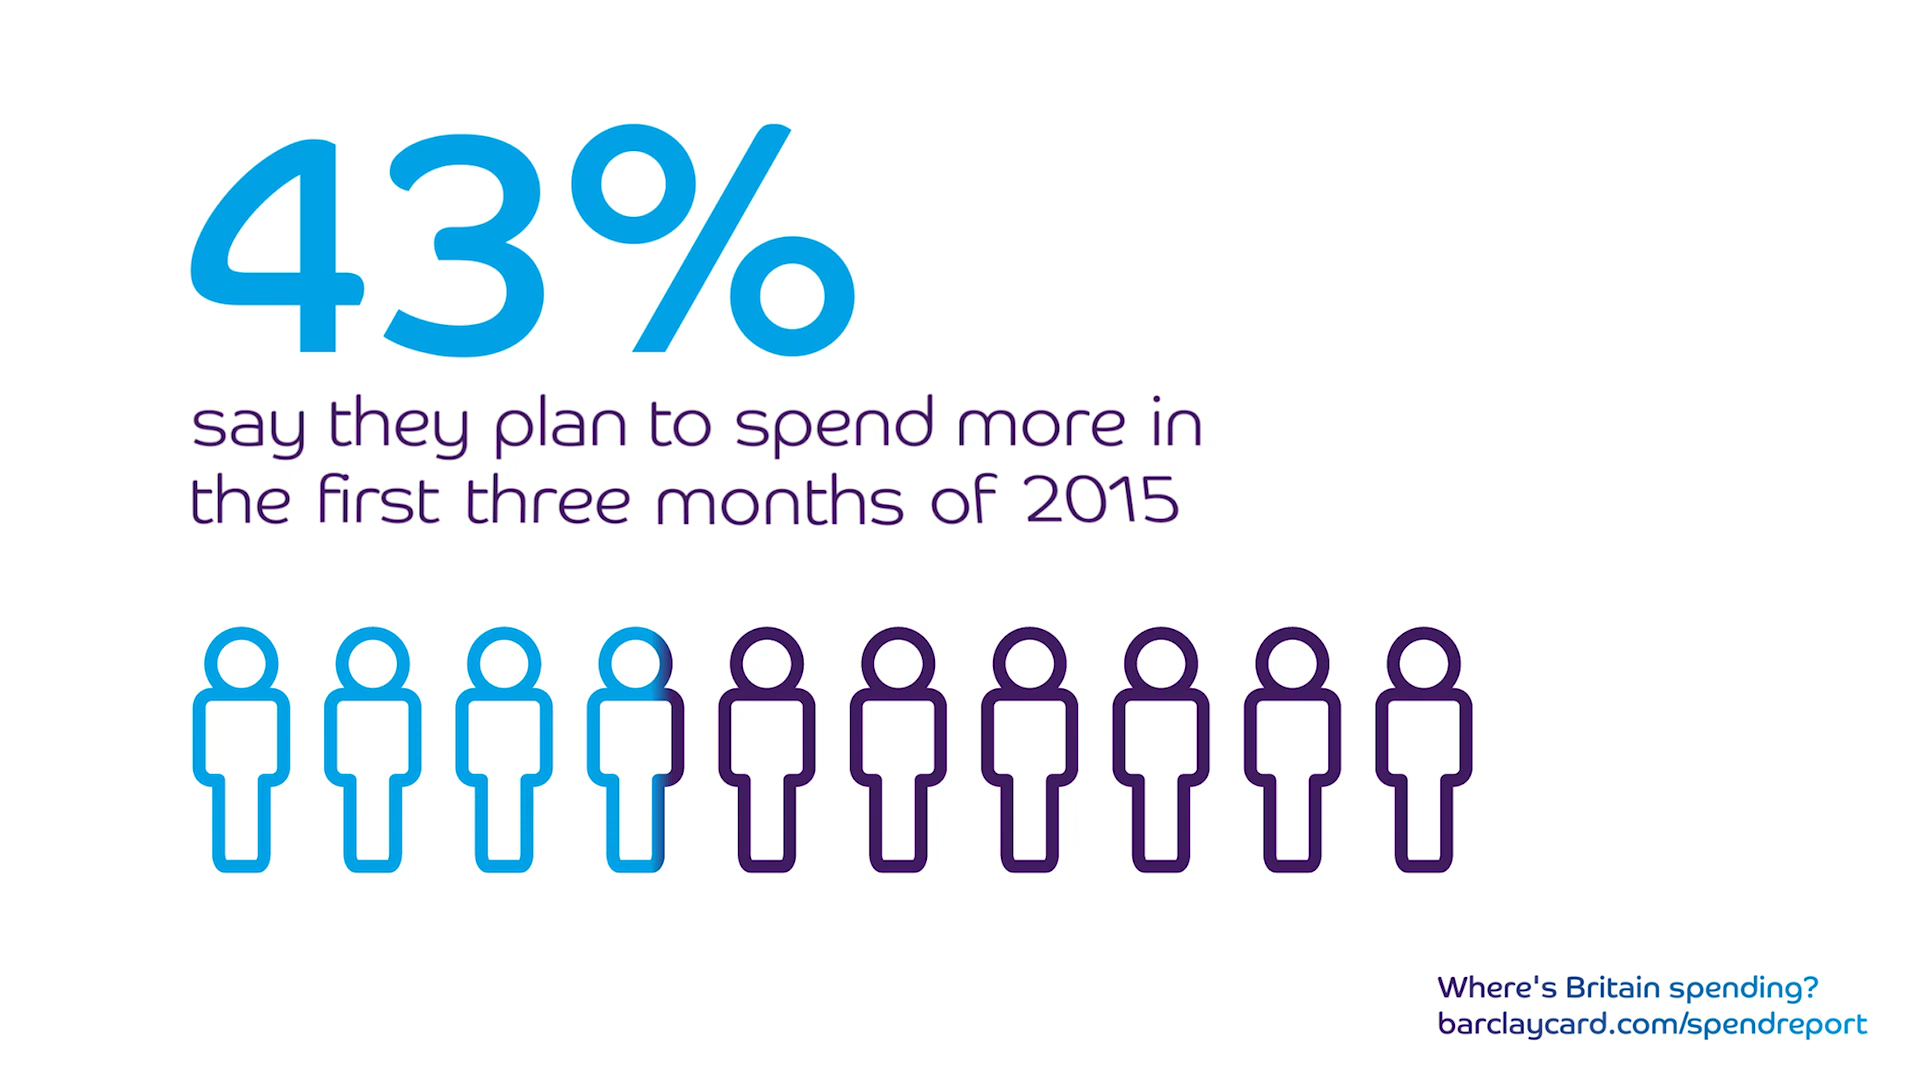 43%
say they plan to spend more in
the first three months of 2015
Where's Britain spending?
barclaycard.com/spendreport